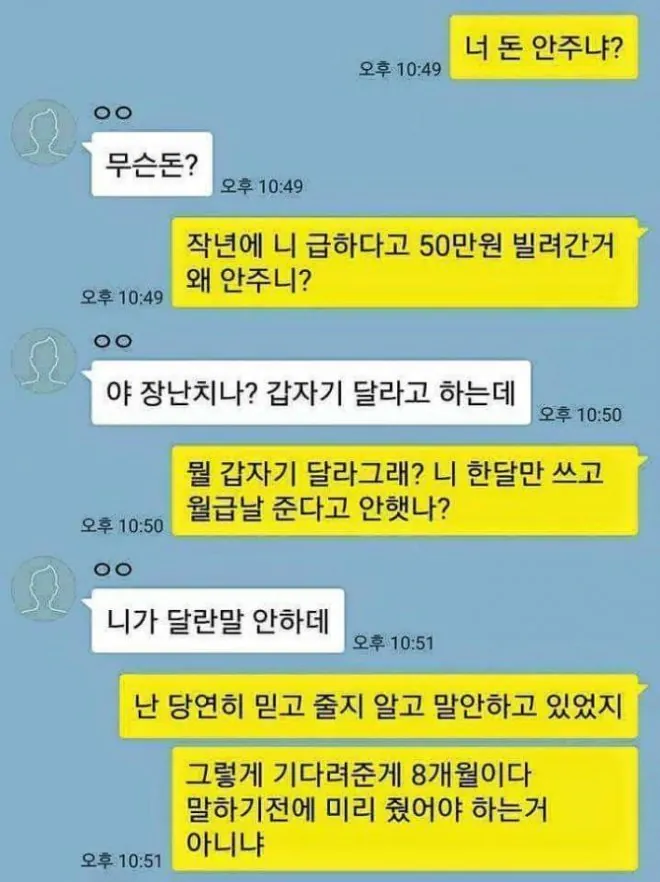 너 돈 안주냐?
오후 10:49
ㅇㅇ
무슨돈?
오후 10:49
작년에 니 급하다고 50만원 빌려간거
왜 안주니?
오후 10:49
ㅇㅇ
야 장난치나? 갑자기 달라고 하는데
오후 10:50
뭘 갑자기 달라그래? 니 한달만 쓰고
월급날 준다고 안햇나?
오후 10:50
ㅇㅇ
니가 달란말 안하데
오후 10:51
난 당연히 믿고 줄지 알고 말안하고 있었지
그렇게 기다려준게 8개월이다
말하기전에 미리 줬어야 하는거
아니냐
오후 10:51